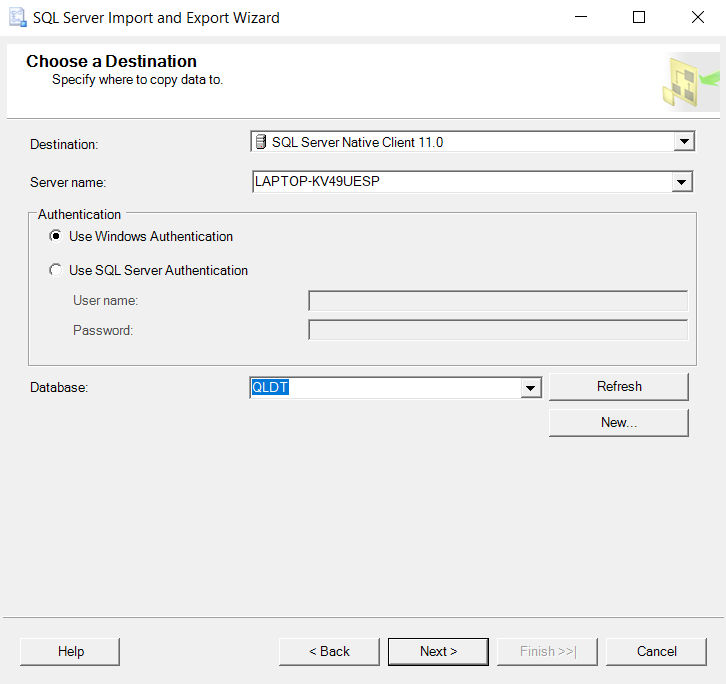 SQL Server Import and Export Wizard
Choose a Destination
Specify where to copy data to.
Destination: SQL Server Native Client 11.0
Server name: LAPTOP-KV49UESP
Authentication
Use Windows Authentication
Use SQL Server Authentication
User name:
Password:
Database: QLDT Refresh
New...
Help < Back Next > Finish >>| Cancel